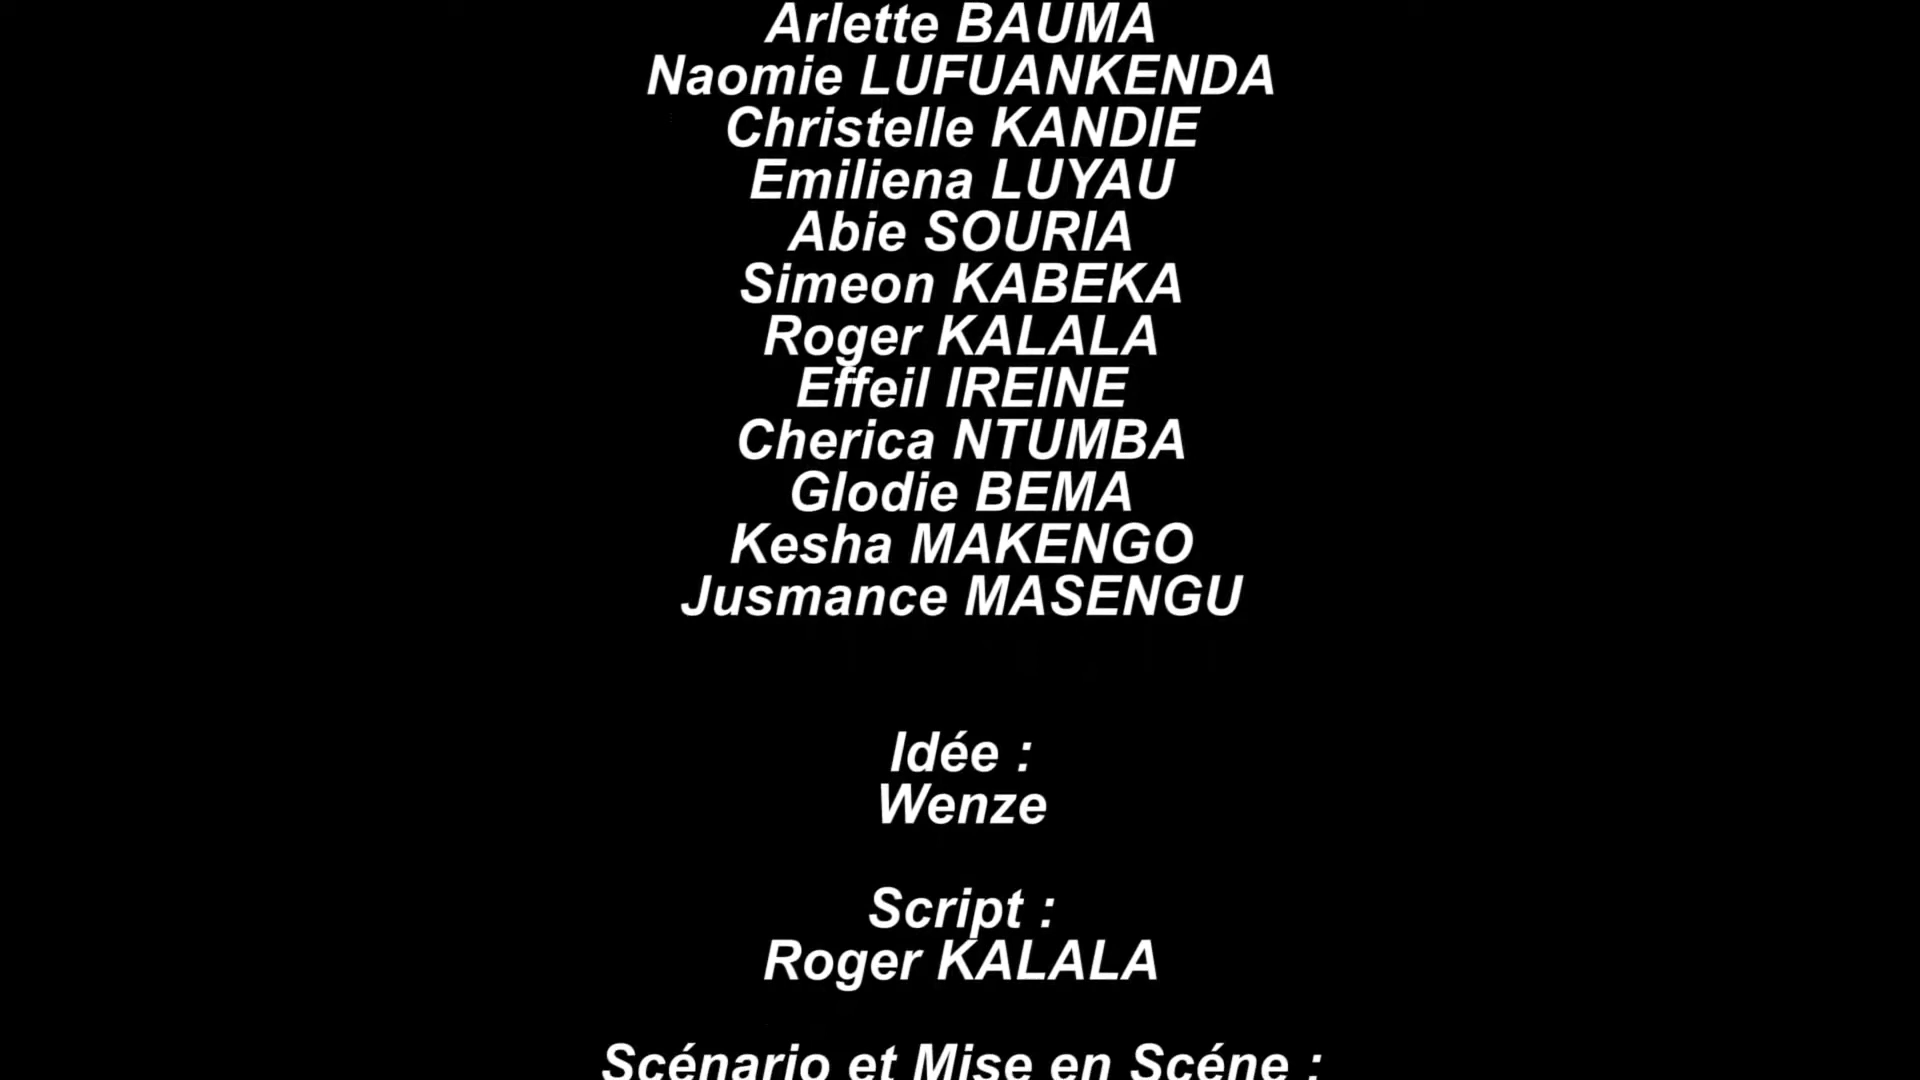 Arlette BAUMA
Naomie LUFUANKENDA
Christelle KANDIE
Emiliena LUYAU
Abie SOURIA
Simeon KABEKA
Roger KALALA
Effeil IREINE
Cherica NTUMBA
Glodie BEMA
Kesha MAKENGO
Jusmance MASENGU
Idée :
Wenze
Script :
Roger KALALA
Scénario et Mise en Scéne :